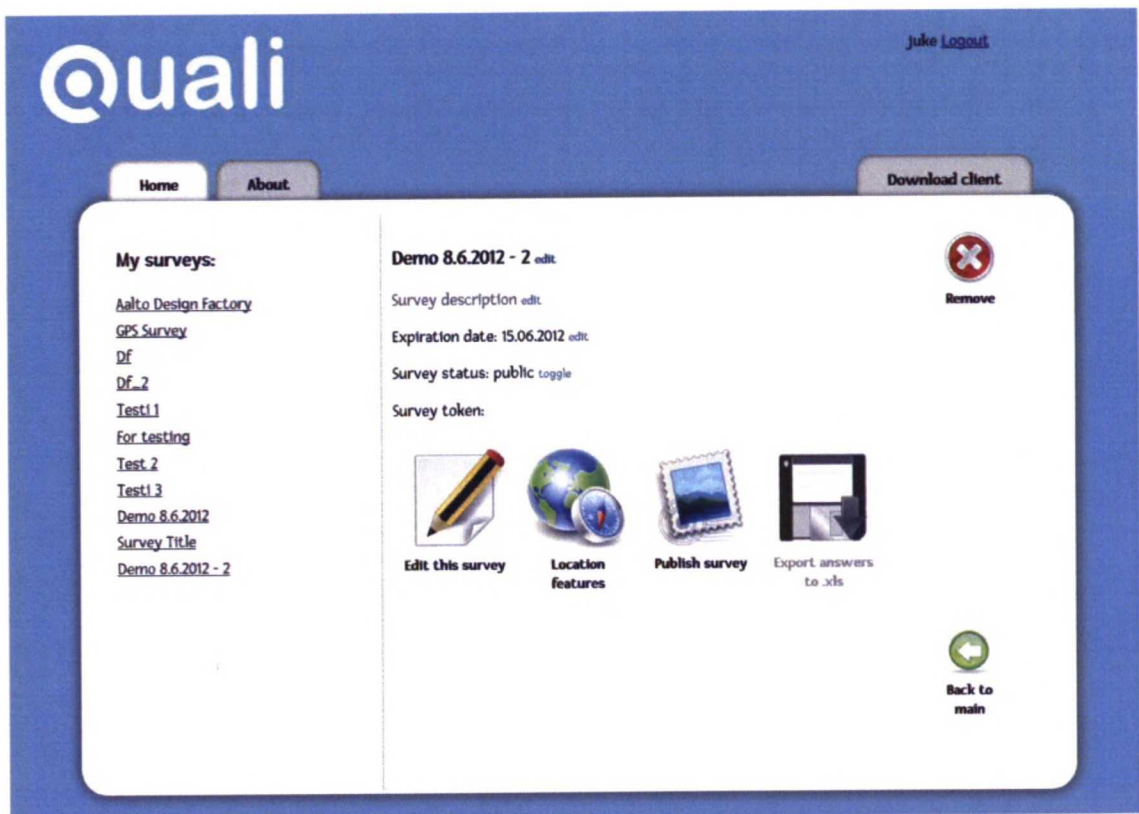 Quali
juke Logout
Home
About
Download client
My surveys:
Aalto Design Factory
GPS Survey
Df
Df_2
Testi 1
For testing
Test 2
Testi 3
Demo 8.6.2012
Survey Title
Demo 8.6.2012 - 2
Demo 8.6.2012 - 2 edit
Survey description edit
Expiration date: 15.06.2012 edit
Survey status: public toggle
Survey token:
Edit this survey
Location
features
Publish survey
Export answers
to .xls
Remove
Back to
main